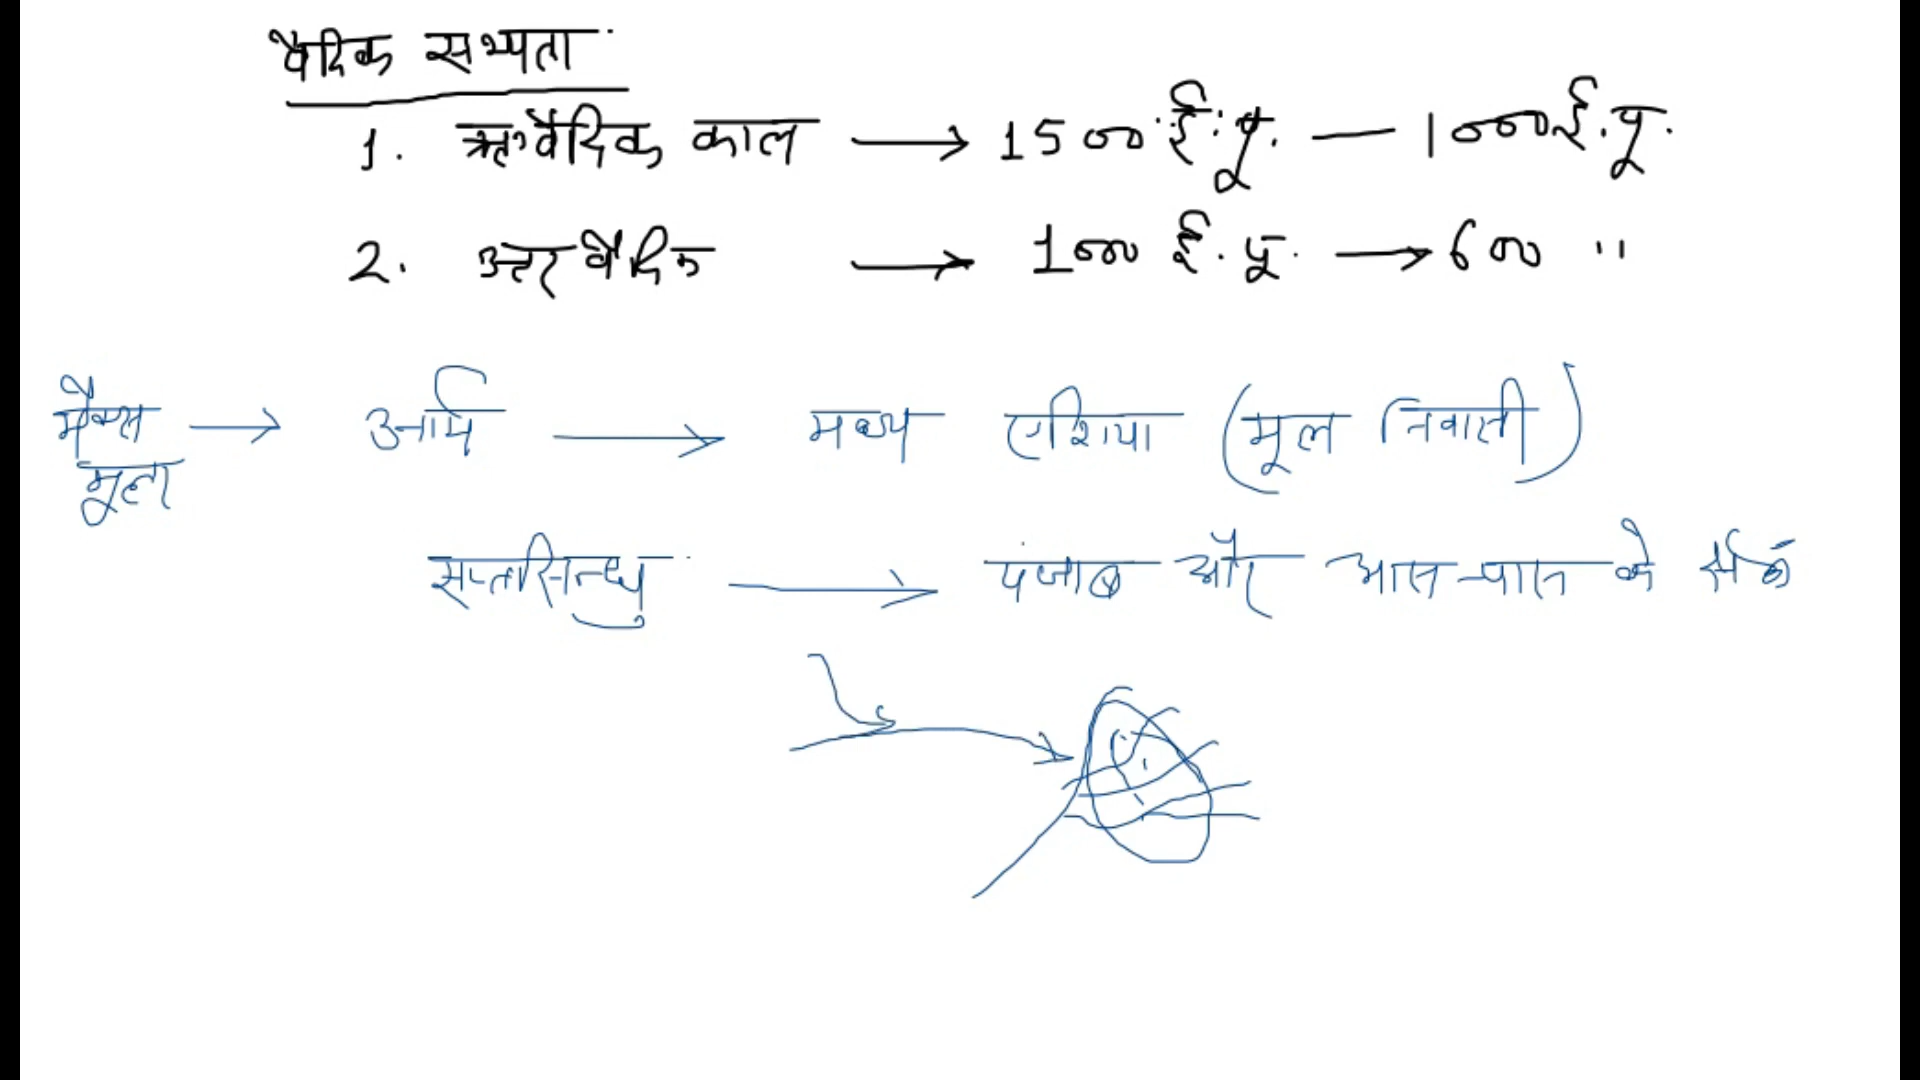 वैदिक सभ्यता
1. ऋग्वैदिक काल → 1500 ई.पू. — 1000 ई.पू.
2. उत्तर वैदिक → 1000 ई.पू. → 600 "
मैक्स मूलर → आर्य → मध्य एशिया (मूल निवासी)
सप्तसिन्धु → पंजाब और आस-पास के